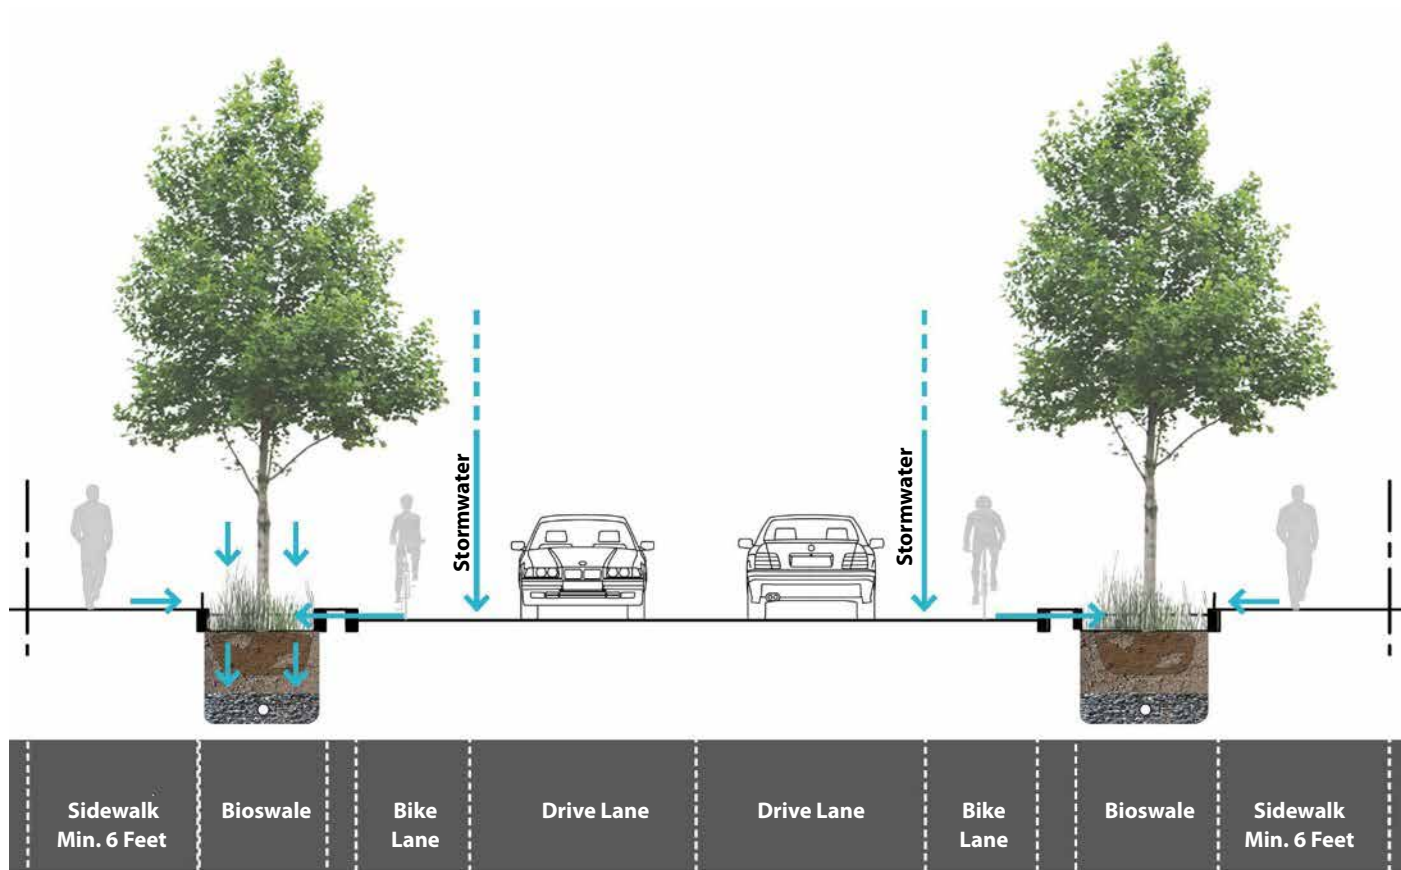 Stormwater
Stormwater
Sidewalk
Min. 6 Feet
Bioswale
Bike
Lane
Drive Lane
Drive Lane
Bike
Lane
Bioswale
Sidewalk
Min. 6 Feet